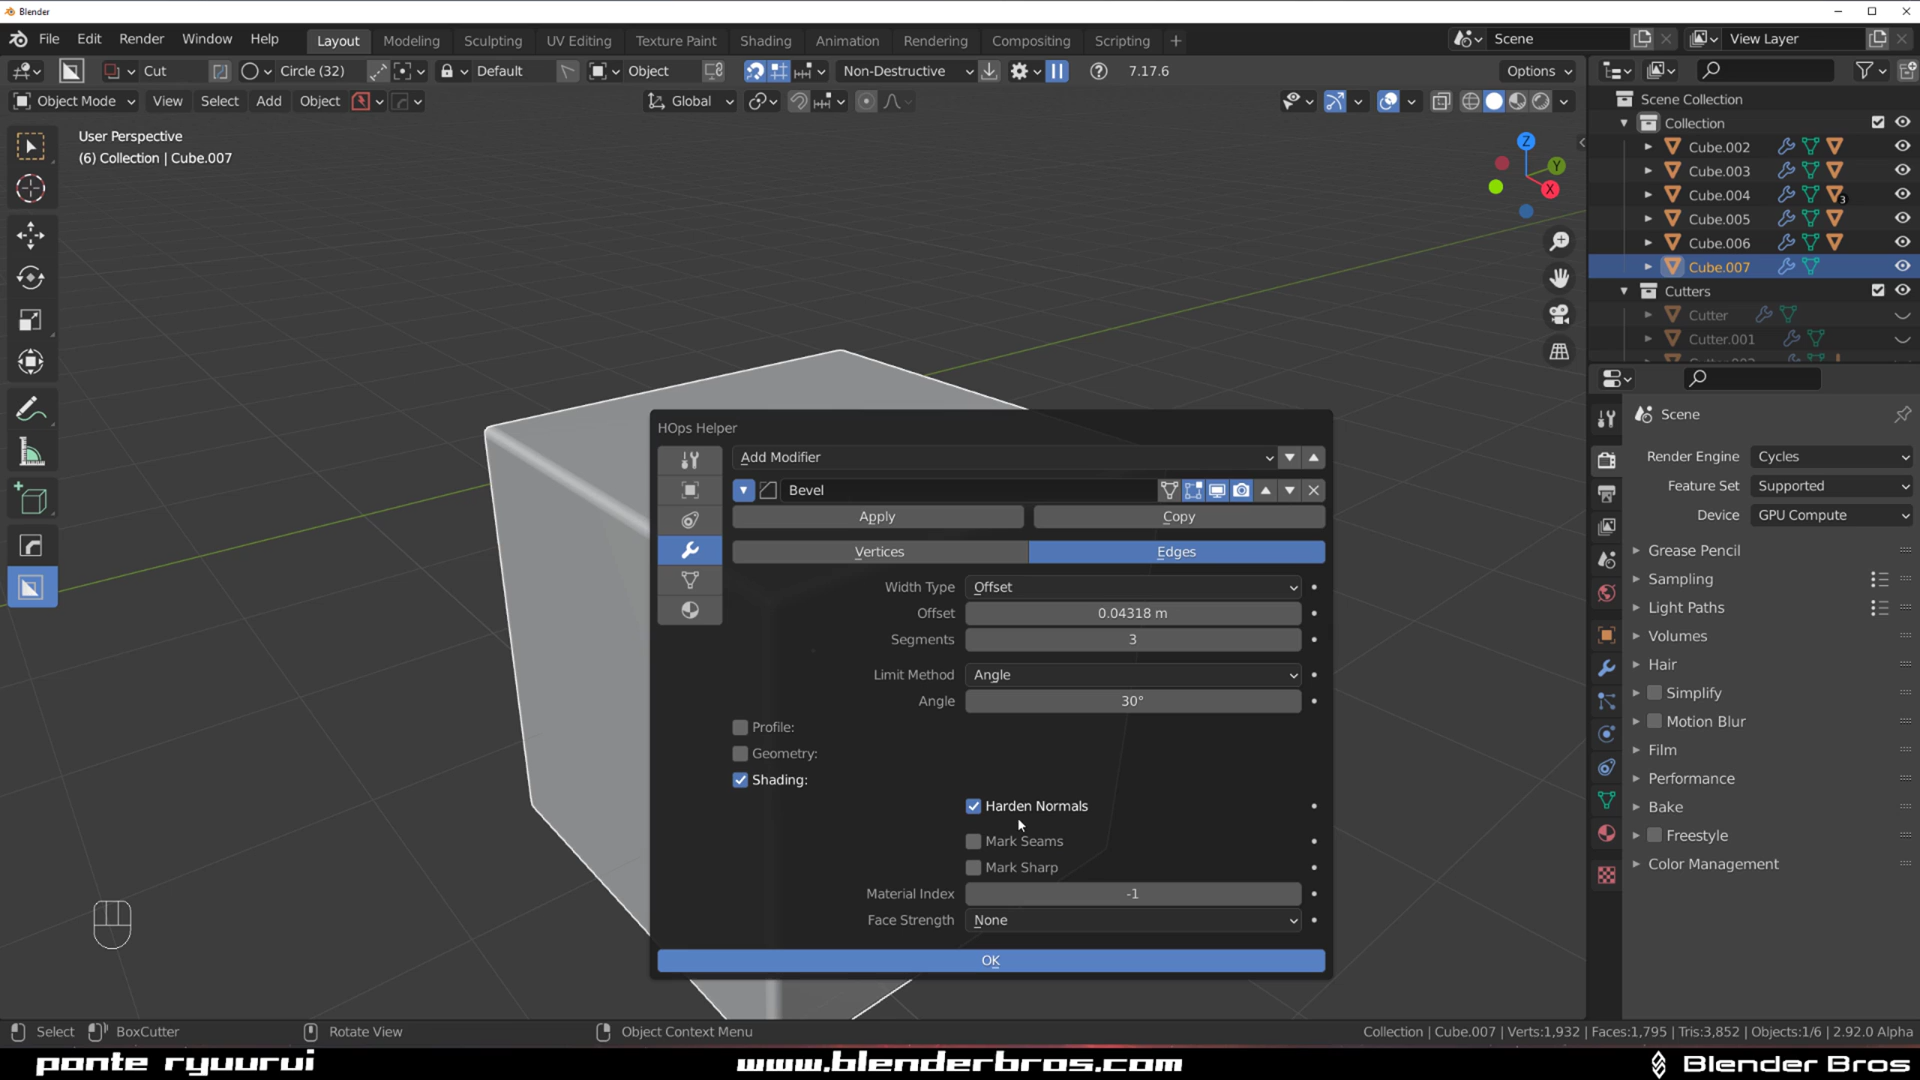 Blender
File Edit Render Window Help
Layout Modeling Sculpting UV Editing Texture Paint Shading Animation Rendering Compositing Scripting +
Scene
View Layer
Cut Circle (32) Default Object Non-Destructive 7.17.6 Options
Object Mode View Select Add Object Global
User Perspective
(6) Collection | Cube.007
Z
Y
X
Scene Collection
Collection
Cube.002
Cube.003
Cube.004 3
Cube.005
Cube.006
Cube.007
Cutters
Cutter
Cutter.001
Scene
Render Engine Cycles
Feature Set Supported
Device GPU Compute
Grease Pencil
Sampling
Light Paths
Volumes
Hair
Simplify
Motion Blur
Film
Performance
Bake
Freestyle
Color Management
HOps Helper
Add Modifier
Bevel
Apply Copy
Vertices Edges
Width Type Offset
Offset 0.04318 m
Segments 3
Limit Method Angle
Angle 30°
Profile:
Geometry:
Shading:
Harden Normals
Mark Seams
Mark Sharp
Material Index -1
Face Strength None
OK
Select BoxCutter Rotate View Object Context Menu
Collection | Cube.007 | Verts:1,932 | Faces:1,795 | Tris:3,852 | Objects:1/6 | 2.92.0 Alpha
ponte ryuurui www.blenderbros.com Blender Bros